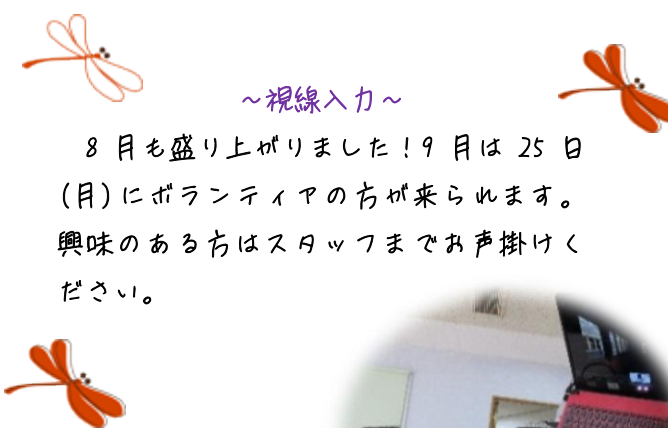 ～視線入力～
8月も盛り上がりました！9月は25日
(月)にボランティアの方が来られます。
興味のある方はスタッフまでお声掛けく
ださい。